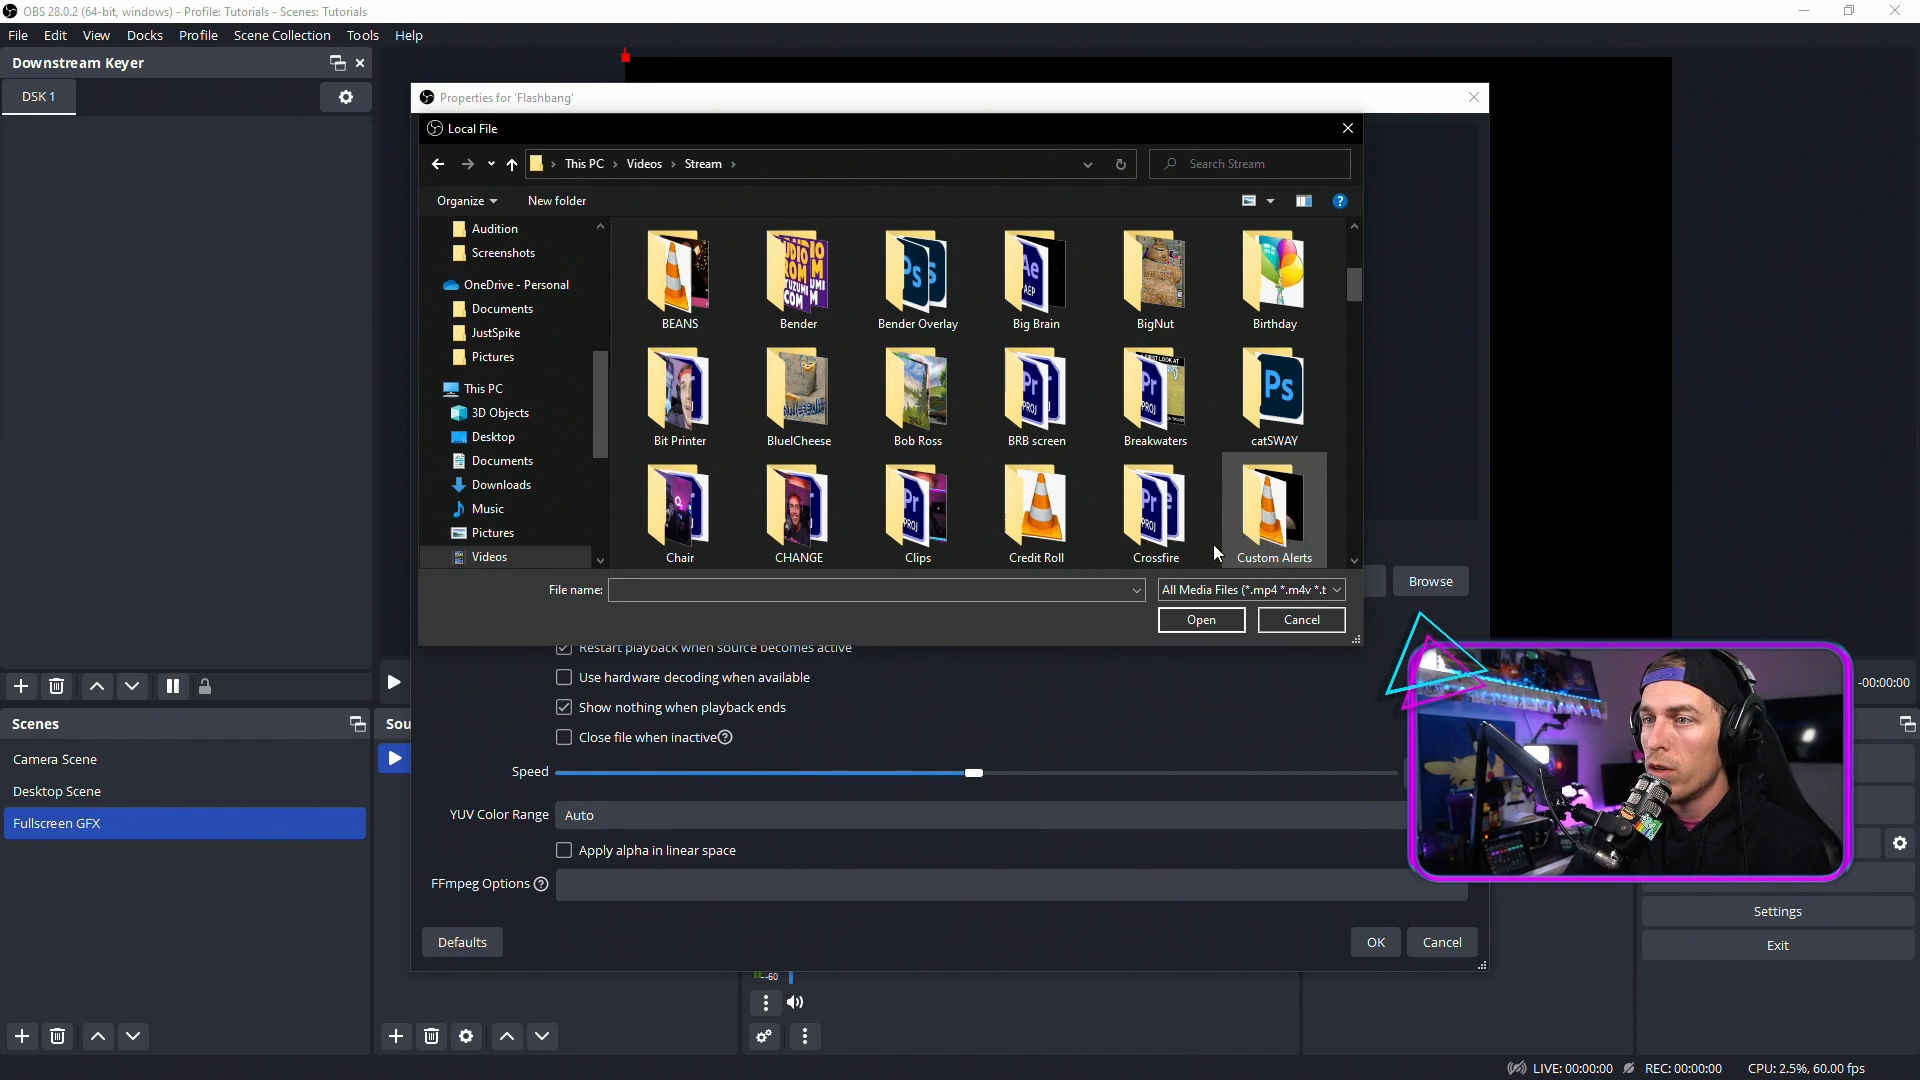 OBS 28.0.2 (64-bit, windows) - Profile: Tutorials - Scenes: Tutorials
File Edit View Docks Profile Scene Collection Tools Help
Downstream Keyer
DSK 1
Properties for 'Flashbang'
Local File
This PC Videos Stream
Search Stream
Organize New folder
Audition
Screenshots
OneDrive - Personal
Documents
JustSpike
Pictures
This PC
3D Objects
Desktop
Documents
Downloads
Music
Pictures
Videos
BEANS Bender Bender Overlay Big Brain BigNut Birthday
Bit Printer BluelCheese Bob Ross BRB screen Breakwaters catSWAY
Chair CHANGE Clips Credit Roll Crossfire Custom Alerts
File name:
All Media Files (*.mp4 *.m4v *.t
Open Cancel
Browse
Restart playback when source becomes active
Use hardware decoding when available
Show nothing when playback ends
Close file when inactive
Speed
YUV Color Range Auto
Apply alpha in linear space
FFmpeg Options
Defaults
OK Cancel
-00:00:00
Scenes
Sou
Camera Scene
Desktop Scene
Fullscreen GFX
Settings
Exit
-60
LIVE: 00:00:00 REC: 00:00:00 CPU: 2.5%, 60.00 fps